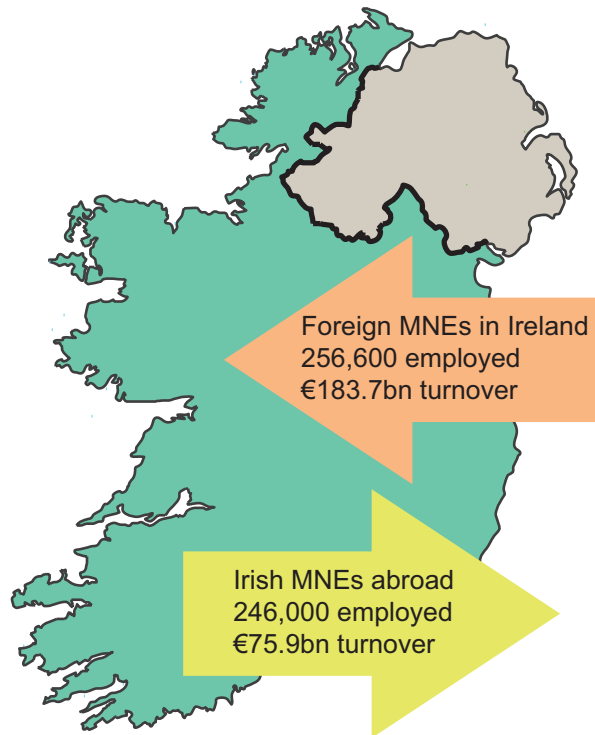 Foreign MNEs in Ireland
256,600 employed
€183.7bn turnover
Irish MNEs abroad
246,000 employed
€75.9bn turnover